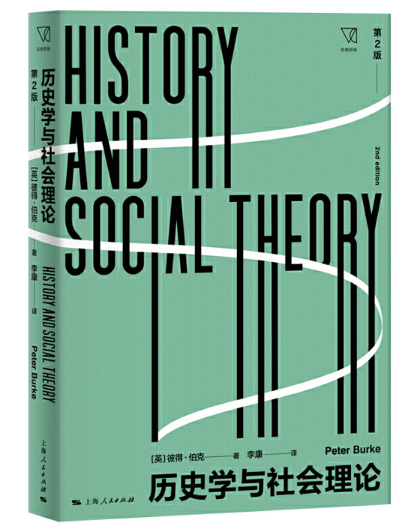 第2版
历史学与社会理论
[英]彼得·伯克 著
李康 译
HISTORY AND SOCIAL THEORY
Peter Burke
上海人民出版社
第2版
HISTORY
AND
SOCIAL THEORY
2nd edition
Peter Burke
[英]彼得·伯克 著 李康 译
历史学与社会理论